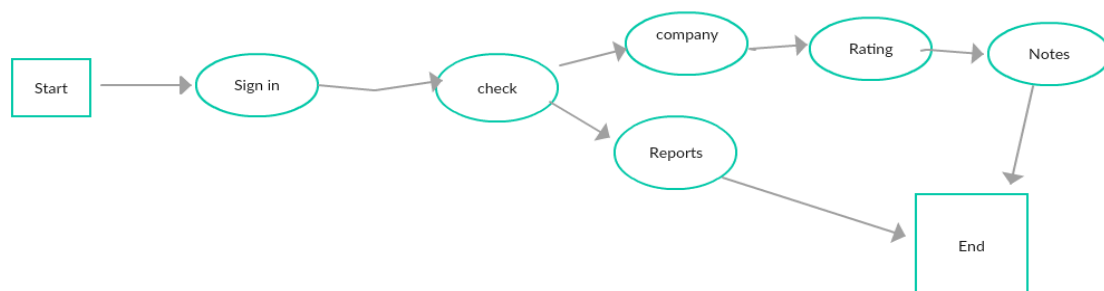 Start
Sign in
check
company
Rating
Notes
Reports
End